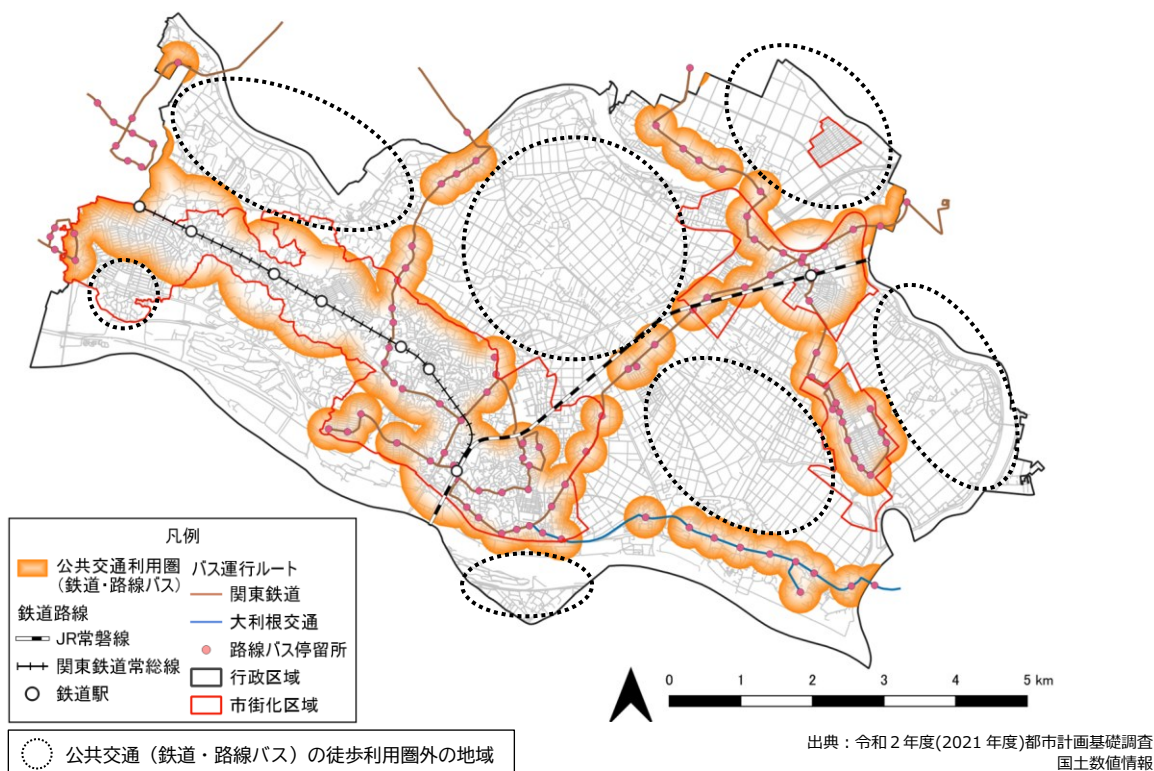 凡例
公共交通利用圏
(鉄道・路線バス)
鉄道路線
JR常磐線
関東鉄道常総線
鉄道駅
バス運行ルート
関東鉄道
大利根交通
路線バス停留所
行政区域
市街化区域
0 1 2 3 4 5 km
公共交通（鉄道・路線バス）の徒歩利用圏外の地域
出典：令和２年度(2021 年度)都市計画基礎調査
国土数値情報